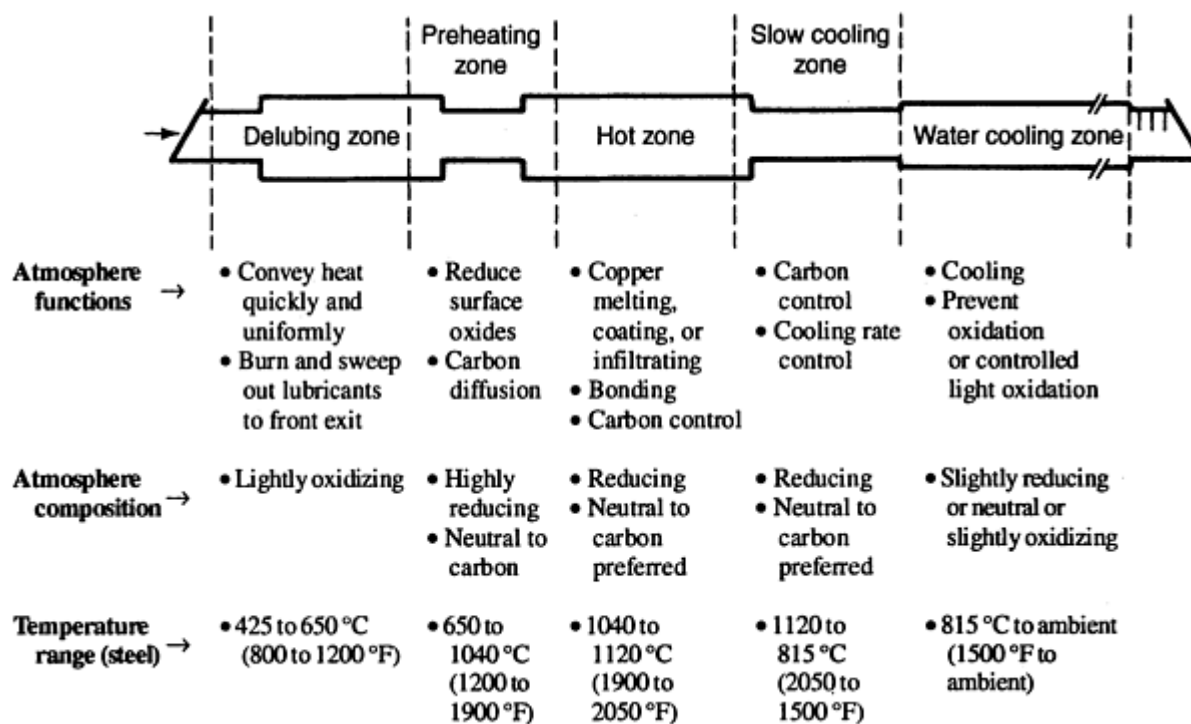 Preheating
zone
Slow cooling
zone
Delubing zone
Hot zone
Water cooling zone
Atmosphere
functions →
• Convey heat
quickly and
uniformly
• Burn and sweep
out lubricants
to front exit
• Reduce
surface
oxides
• Carbon
diffusion
• Copper
melting,
coating, or
infiltrating
• Bonding
• Carbon control
• Carbon
control
• Cooling rate
control
• Cooling
• Prevent
oxidation
or controlled
light oxidation
Atmosphere
composition →
• Lightly oxidizing
• Highly
reducing
• Neutral to
carbon
• Reducing
• Neutral to
carbon
preferred
• Reducing
• Neutral to
carbon
preferred
• Slightly reducing
or neutral or
slightly oxidizing
Temperature
range (steel) →
• 425 to 650 °C
(800 to 1200 °F)
• 650 to
1040 °C
(1200 to
1900 °F)
• 1040 to
1120 °C
(1900 to
2050 °F)
• 1120 to
815 °C
(2050 to
1500 °F)
• 815 °C to ambient
(1500 °F to
ambient)